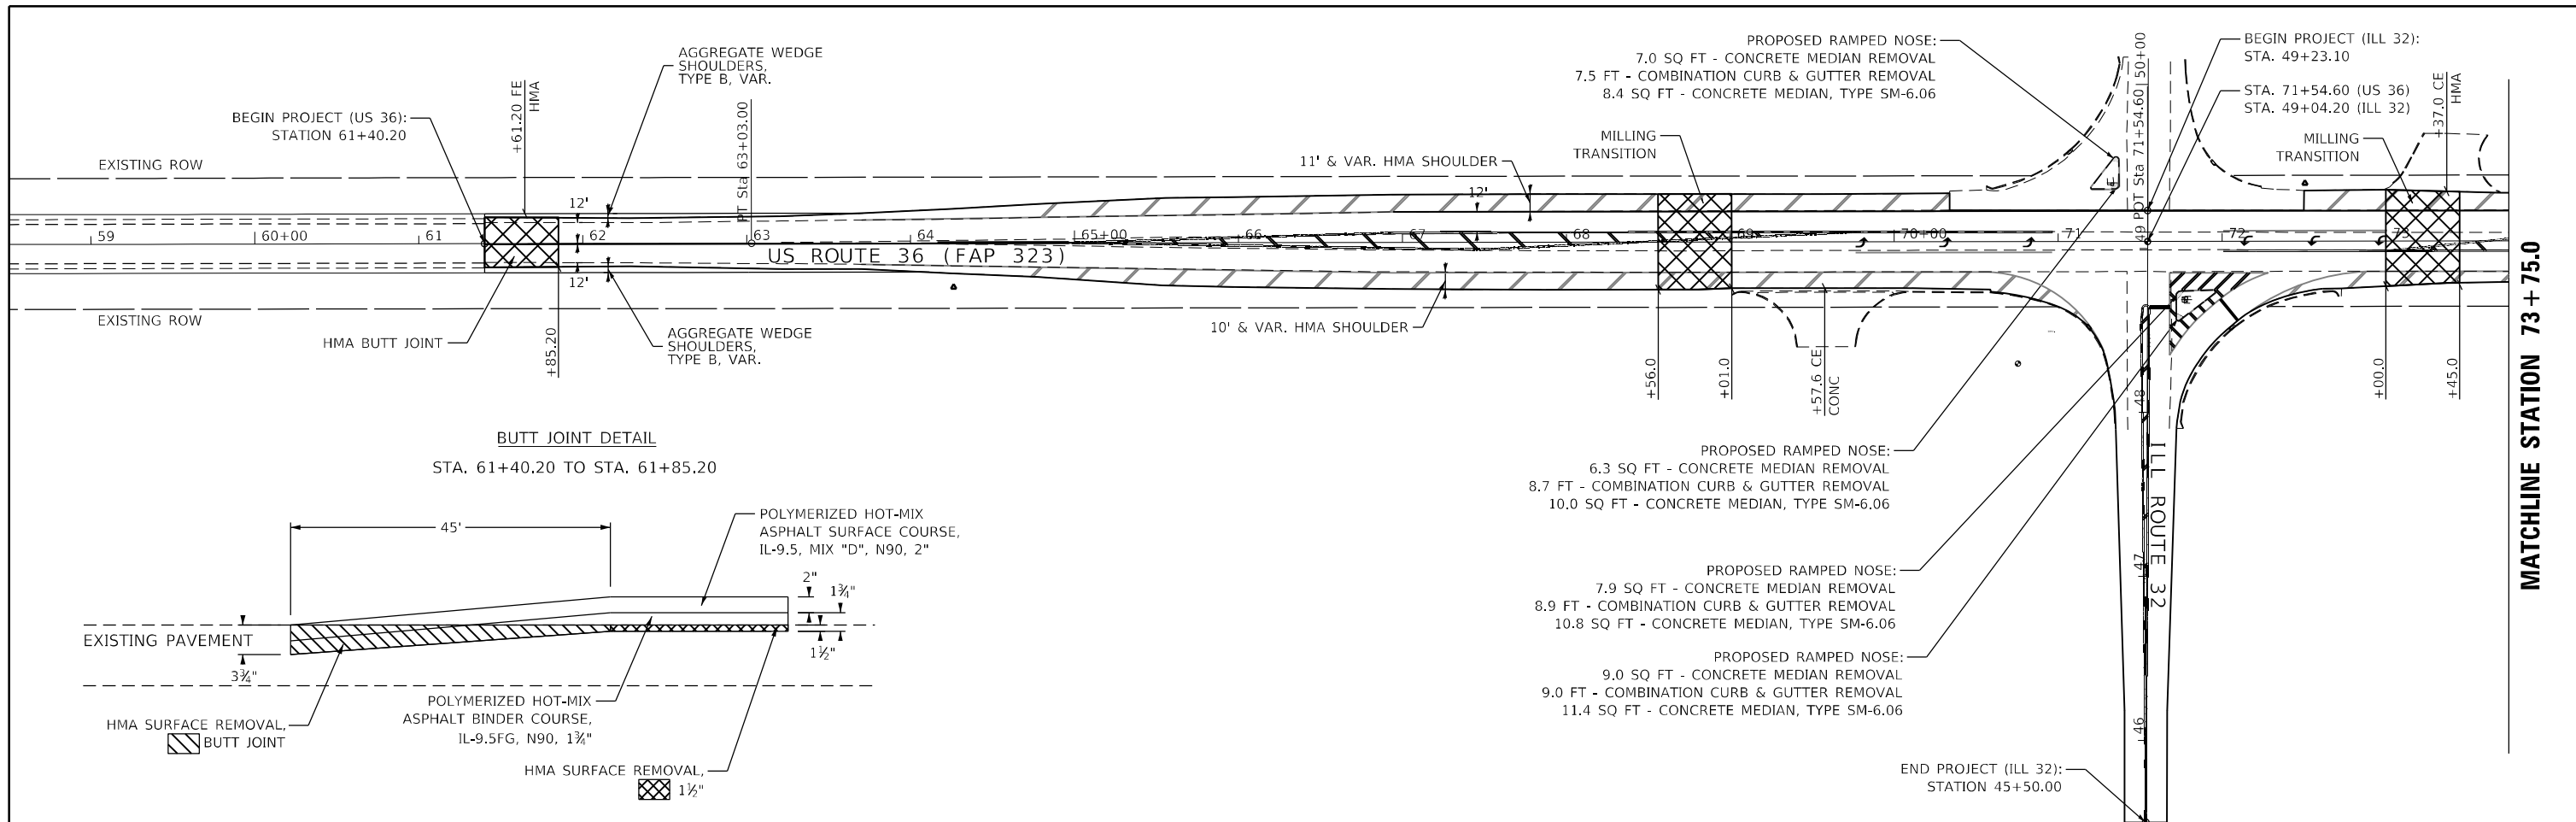 AGGREGATE WEDGE
SHOULDERS,
TYPE B, VAR.
BEGIN PROJECT (US 36):
STATION 61+40.20
+61.20 FE
HMA
PT Sta 63+03.00
EXISTING ROW
12'
59
60+00
61
62
63
64
65+00
66
67
68
69
70+00
71
72
73
US ROUTE 36 (FAP 323)
12'
EXISTING ROW
HMA BUTT JOINT
+85.20
AGGREGATE WEDGE
SHOULDERS,
TYPE B, VAR.
11' & VAR. HMA SHOULDER
12'
10' & VAR. HMA SHOULDER
MILLING
TRANSITION
+56.0
+01.0
+57.6 CE
CONC
PROPOSED RAMPED NOSE:
7.0 SQ FT - CONCRETE MEDIAN REMOVAL
7.5 FT - COMBINATION CURB & GUTTER REMOVAL
8.4 SQ FT - CONCRETE MEDIAN, TYPE SM-6.06
49 POT Sta 71+54.60
50+00
BEGIN PROJECT (ILL 32):
STA. 49+23.10
STA. 71+54.60 (US 36)
STA. 49+04.20 (ILL 32)
MILLING
TRANSITION
+37.0 CE
HMA
+00.0
+45.0
MATCHLINE STATION 73+75.0
PROPOSED RAMPED NOSE:
6.3 SQ FT - CONCRETE MEDIAN REMOVAL
8.7 FT - COMBINATION CURB & GUTTER REMOVAL
10.0 SQ FT - CONCRETE MEDIAN, TYPE SM-6.06
PROPOSED RAMPED NOSE:
7.9 SQ FT - CONCRETE MEDIAN REMOVAL
8.9 FT - COMBINATION CURB & GUTTER REMOVAL
10.8 SQ FT - CONCRETE MEDIAN, TYPE SM-6.06
PROPOSED RAMPED NOSE:
9.0 SQ FT - CONCRETE MEDIAN REMOVAL
9.0 FT - COMBINATION CURB & GUTTER REMOVAL
11.4 SQ FT - CONCRETE MEDIAN, TYPE SM-6.06
48
47
46
ILL ROUTE 32
END PROJECT (ILL 32):
STATION 45+50.00
BUTT JOINT DETAIL
STA. 61+40.20 TO STA. 61+85.20
45'
POLYMERIZED HOT-MIX
ASPHALT SURFACE COURSE,
IL-9.5, MIX "D", N90, 2"
2"
1¾"
EXISTING PAVEMENT
3¾"
1½"
HMA SURFACE REMOVAL,
BUTT JOINT
POLYMERIZED HOT-MIX
ASPHALT BINDER COURSE,
IL-9.5FG, N90, 1¾"
HMA SURFACE REMOVAL,
1½"